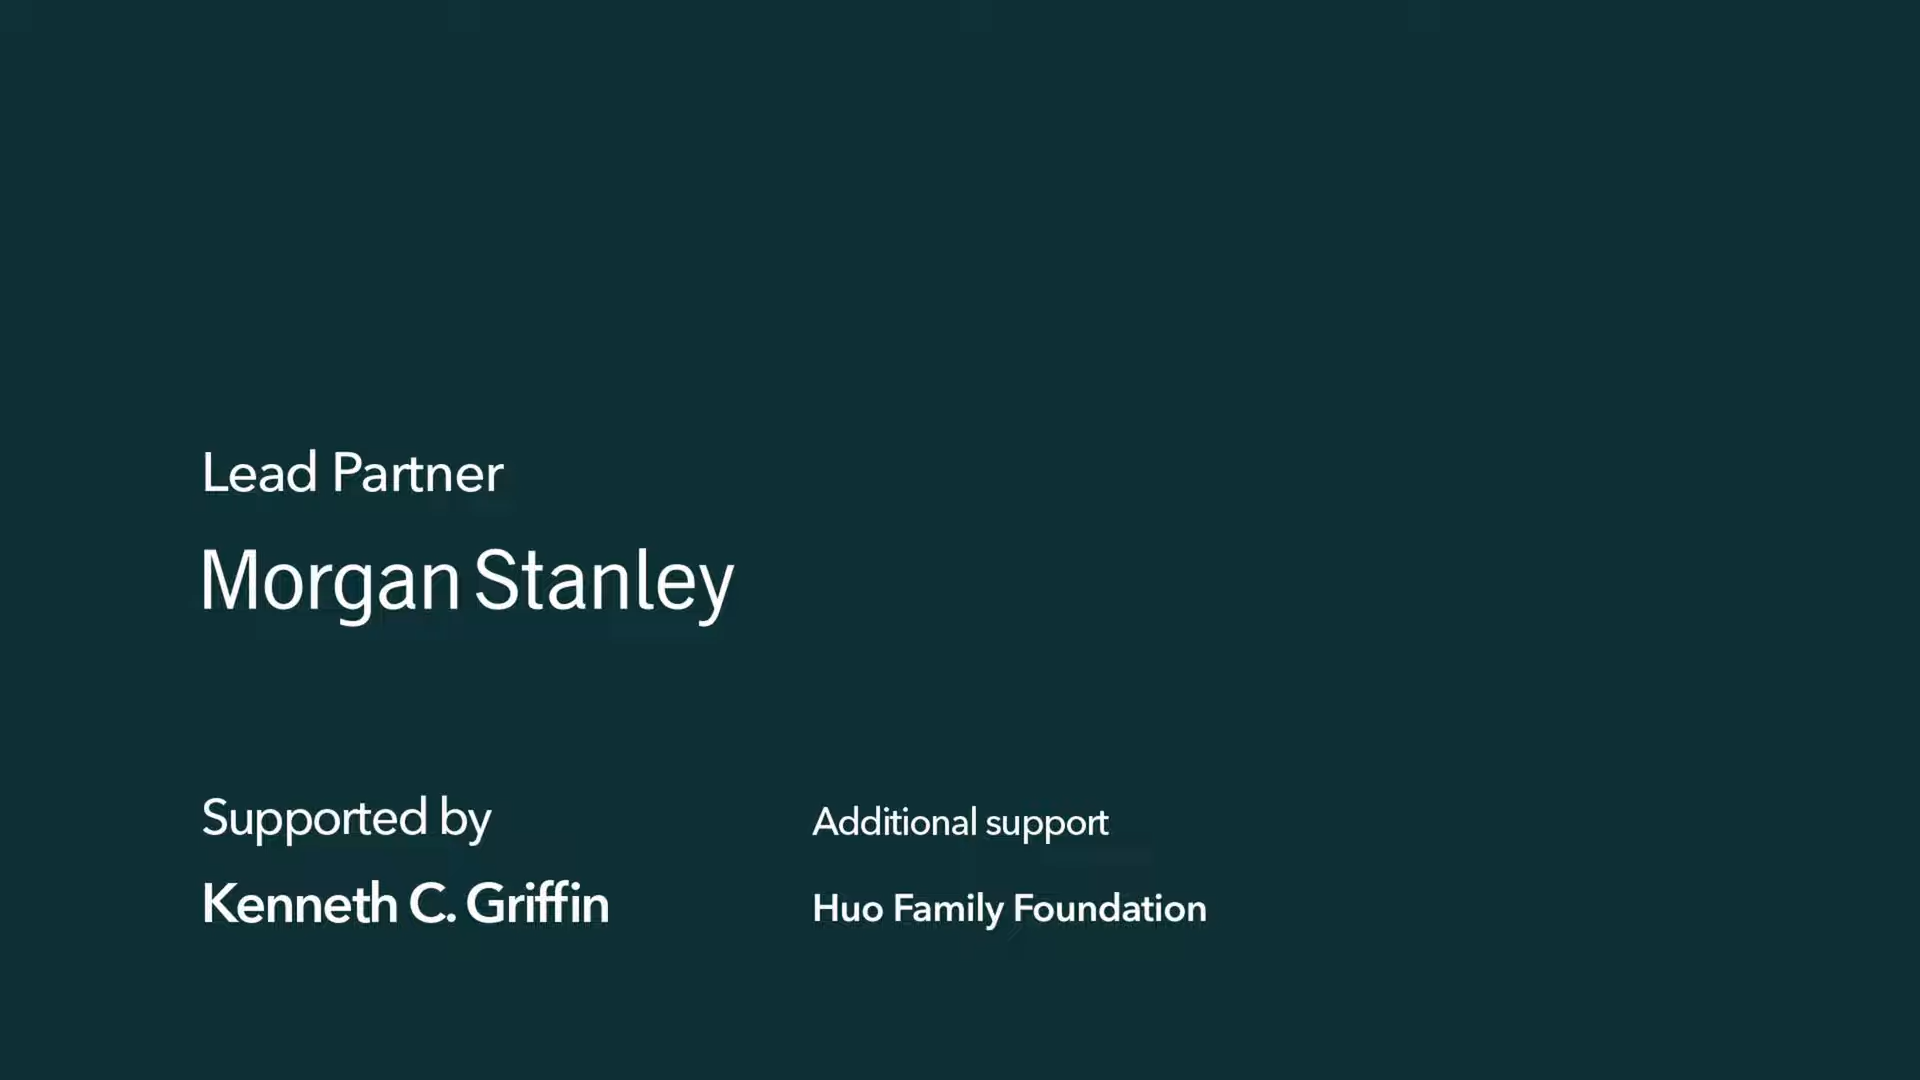 Lead Partner
Morgan Stanley
Supported by
Kenneth C. Griffin
Additional support
Huo Family Foundation